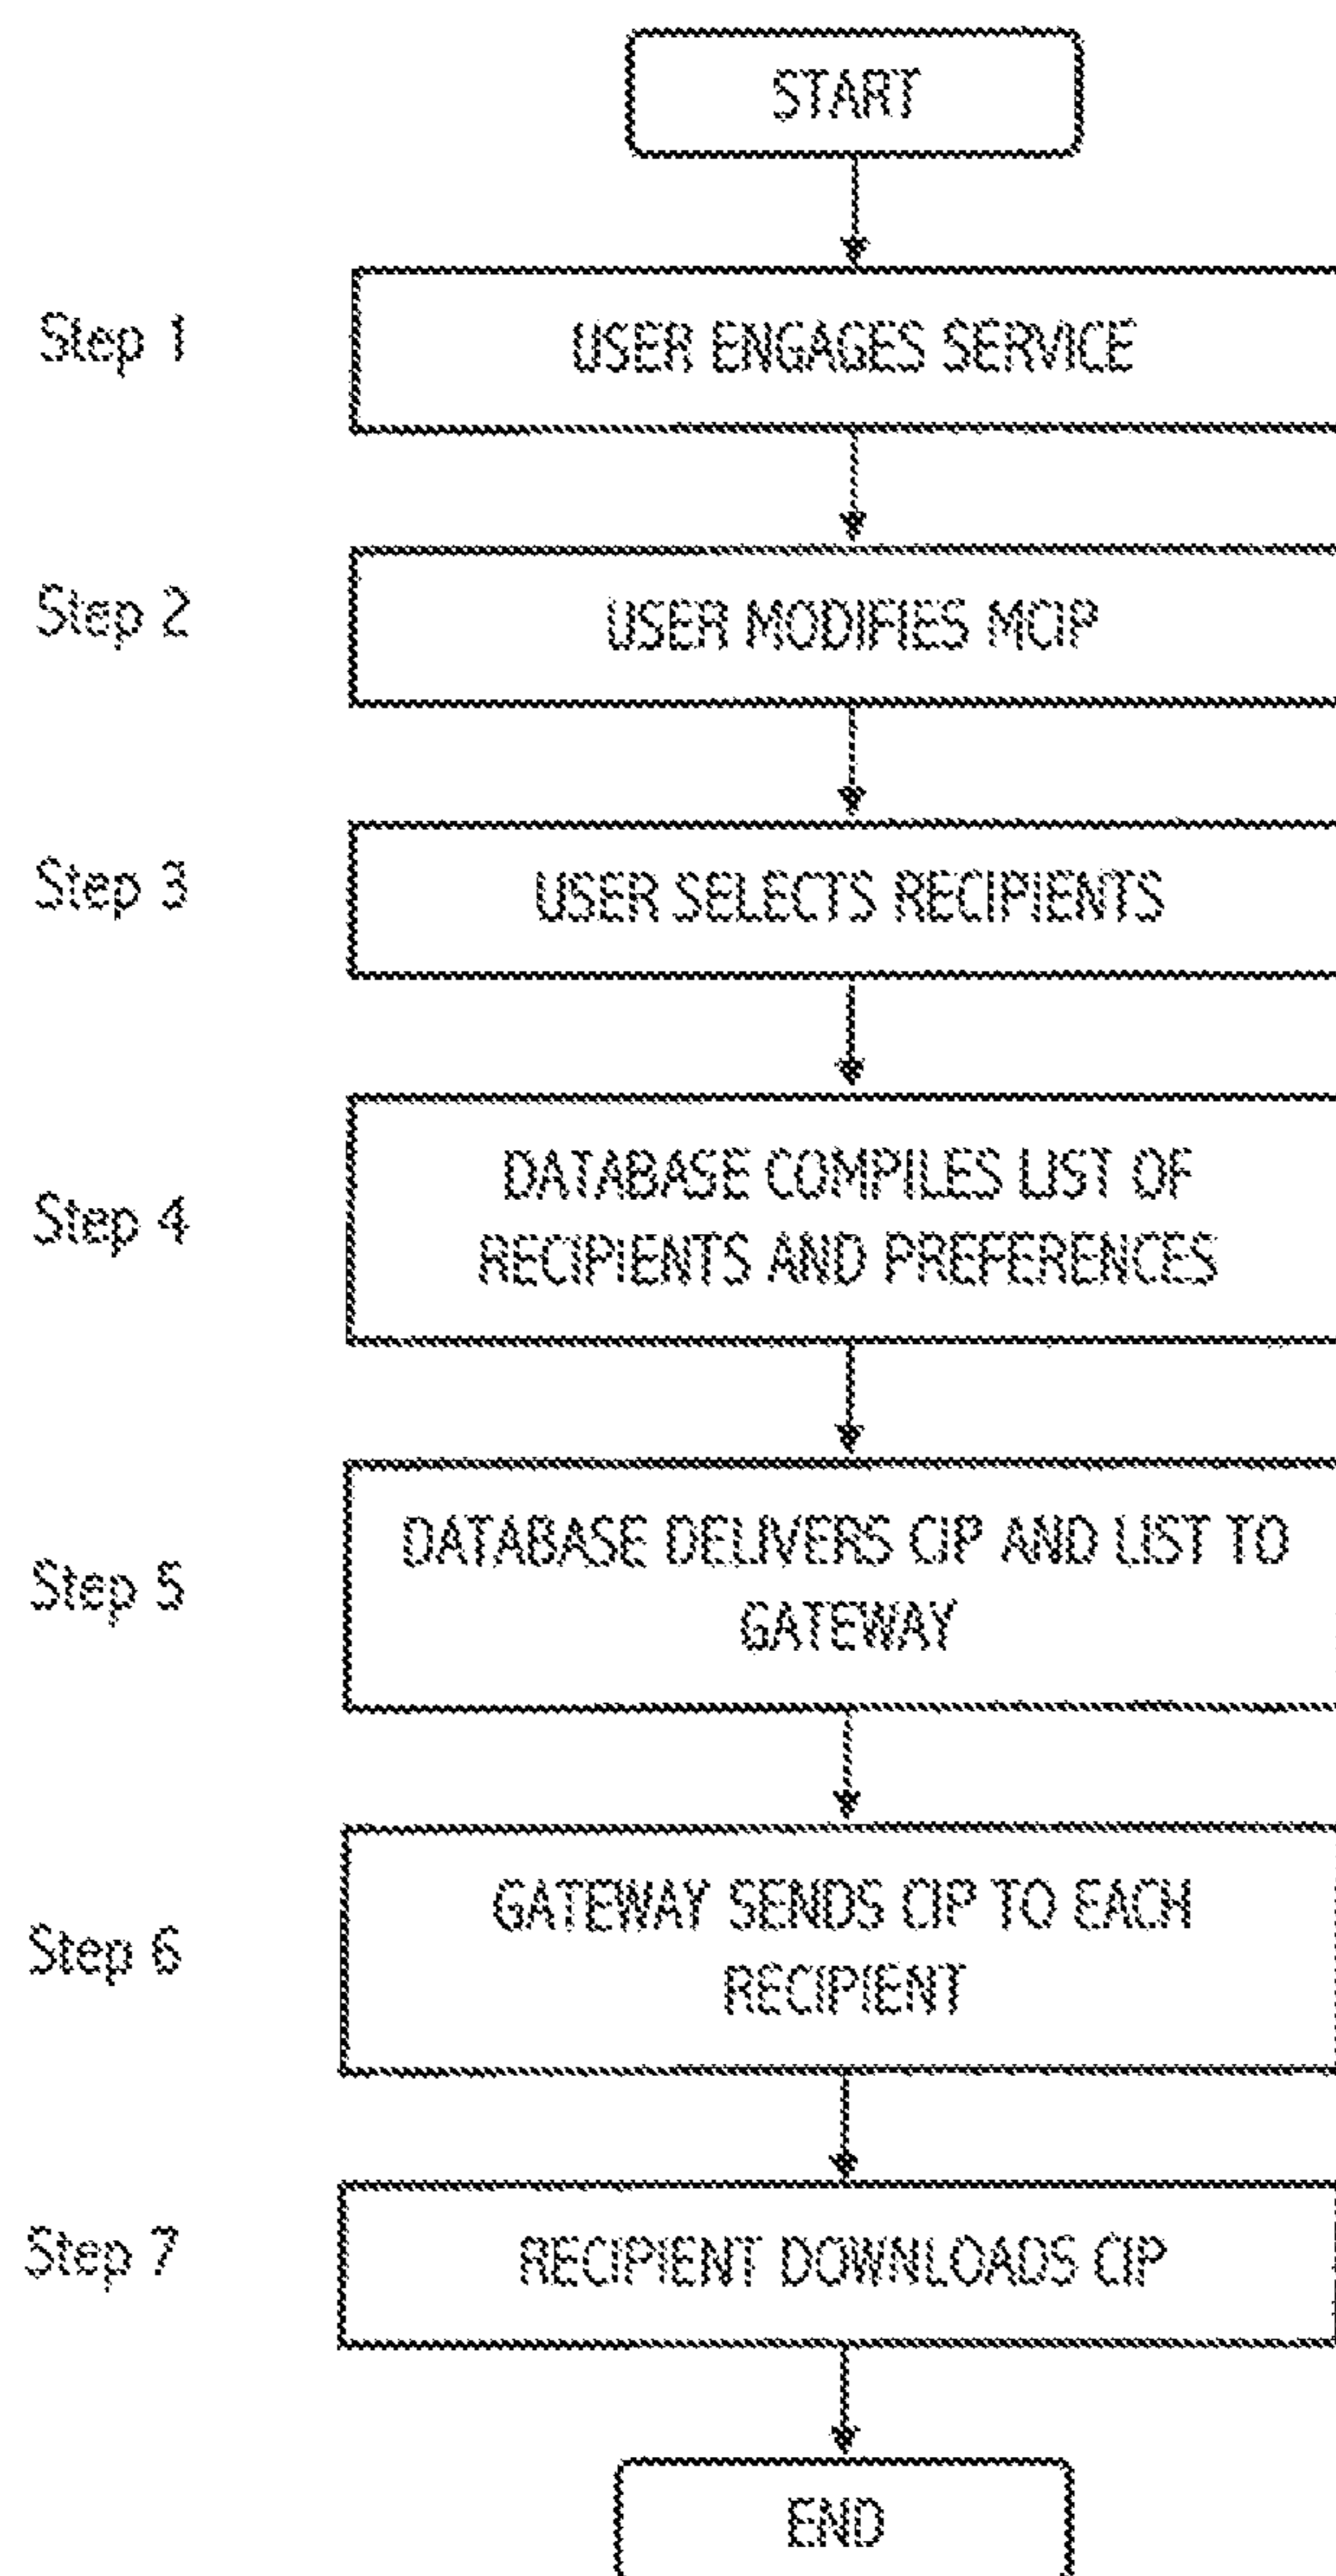 START
Step 1
USER ENGAGES SERVICE
Step 2
USER MODIFIES MCIP
Step 3
USER SELECTS RECIPIENTS
Step 4
DATABASE COMPILES LIST OF
RECIPIENTS AND PREFERENCES
Step 5
DATABASE DELIVERS CIP AND LIST TO
GATEWAY
Step 6
GATEWAY SENDS CIP TO EACH
RECIPIENT
Step 7
RECIPIENT DOWNLOADS CIP
END